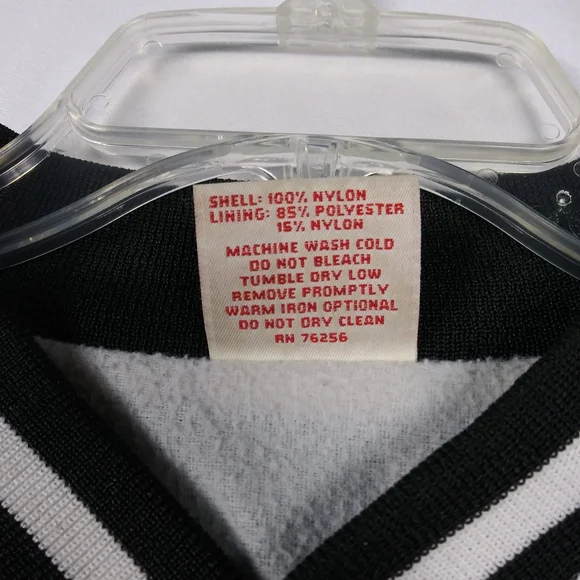 SHELL: 100% NYLON
LINING: 85% POLYESTER
15% NYLON
MACHINE WASH COLD
DO NOT BLEACH
TUMBLE DRY LOW
REMOVE PROMPTLY
WARM IRON OPTIONAL
DO NOT DRY CLEAN
RN 76256